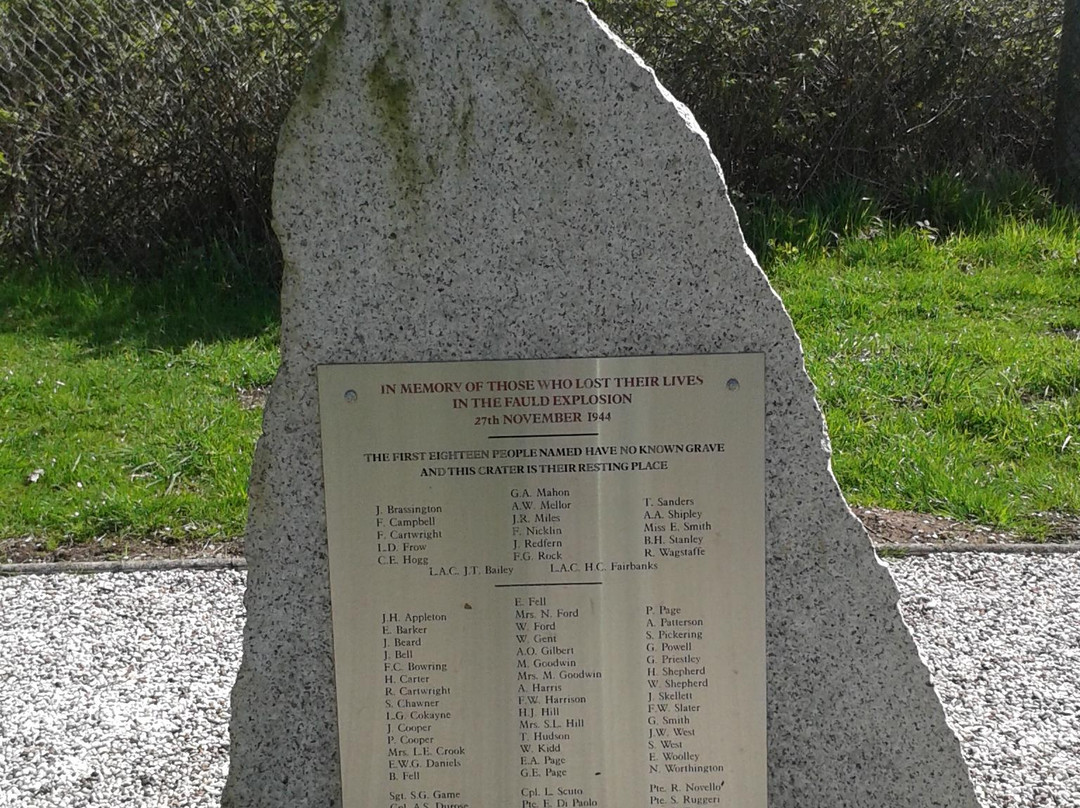 IN MEMORY OF THOSE WHO LOST THEIR LIVES
IN THE FAULD EXPLOSION
27th NOVEMBER 1944
THE FIRST EIGHTEEN PEOPLE NAMED HAVE NO KNOWN GRAVE
AND THIS CRATER IS THEIR RESTING PLACE
J. Brassington
F. Campbell
F. Cartwright
L.D. Frow
C.E. Hogg
G.A. Mahon
A.W. Mellor
J.R. Miles
F. Nicklin
J. Redfern
F.G. Rock
T. Sanders
A.A. Shipley
Miss E. Smith
B.H. Stanley
R. Wagstaffe
L.A.C. J.T. Bailey L.A.C. H.C. Fairbanks
J.H. Appleton
E. Barker
J. Beard
J. Bell
F.C. Bowring
H. Carter
R. Cartwright
S. Chawner
L.G. Cokayne
J. Cooper
P. Cooper
Mrs. L.E. Crook
E.W.G. Daniels
B. Fell
E. Fell
Mrs. N. Ford
W. Ford
W. Gent
A.O. Gilbert
M. Goodwin
Mrs. M. Goodwin
A. Harris
F.W. Harrison
H.J. Hill
Mrs. S.L. Hill
T. Hudson
W. Kidd
E.A. Page
G.E. Page
P. Page
A. Patterson
S. Pickering
G. Powell
G. Priestley
H. Shepherd
W. Shepherd
J. Skellett
F.W. Slater
G. Smith
J.W. West
S. West
E. Woolley
N. Worthington
Sgt. S.G. Game
Cpl. A.S. Durose
Cpl. L. Scuto
Pte. E. Di Paolo
Pte. R. Novello
Pte. S. Ruggeri